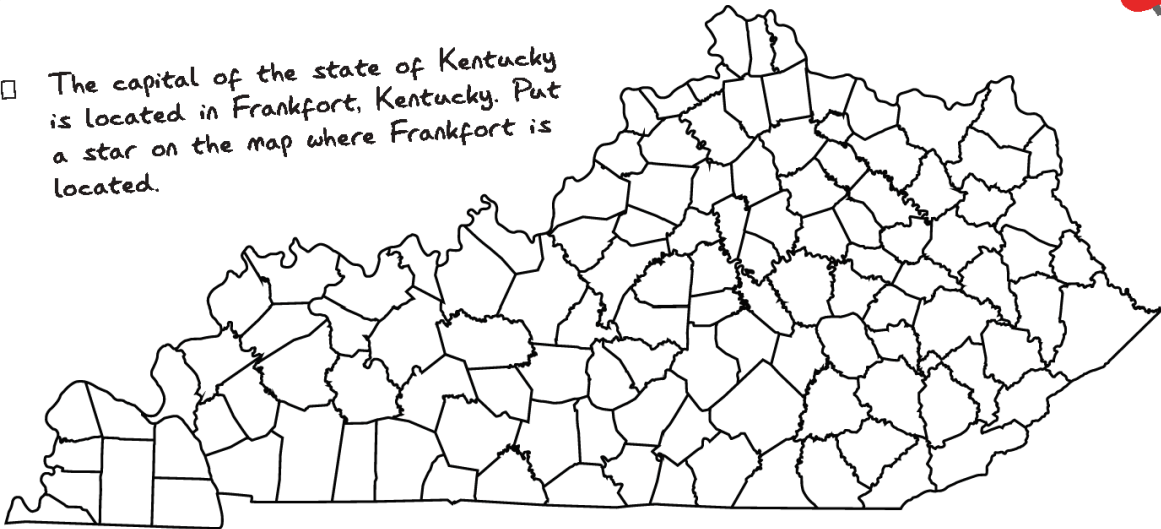 The capital of the state of Kentucky
is located in Frankfort, Kentucky. Put
a star on the map where Frankfort is
located.